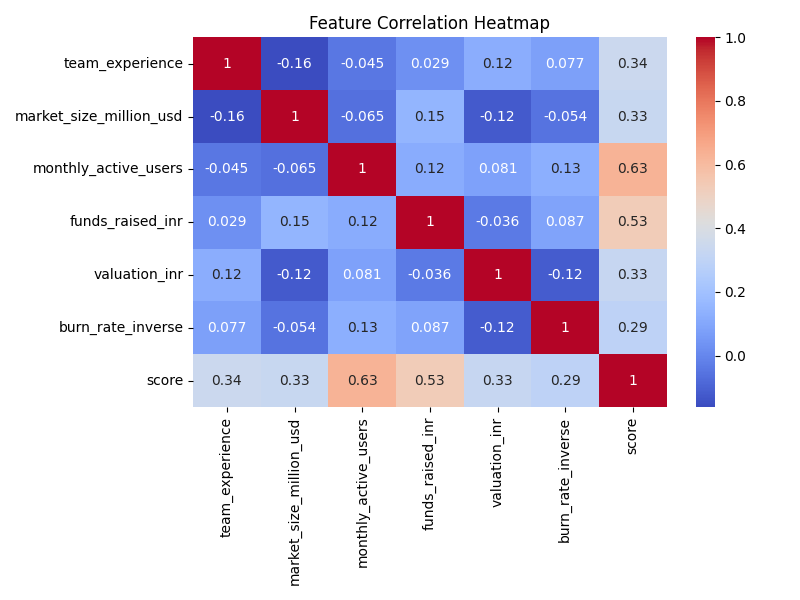 Feature Correlation Heatmap
team_experience 1 -0.16 -0.045 0.029 0.12 0.077 0.34
market_size_million_usd -0.16 1 -0.065 0.15 -0.12 -0.054 0.33
monthly_active_users -0.045 -0.065 1 0.12 0.081 0.13 0.63
funds_raised_inr 0.029 0.15 0.12 1 -0.036 0.087 0.53
valuation_inr 0.12 -0.12 0.081 -0.036 1 -0.12 0.33
burn_rate_inverse 0.077 -0.054 0.13 0.087 -0.12 1 0.29
score 0.34 0.33 0.63 0.53 0.33 0.29 1
team_experience
market_size_million_usd
monthly_active_users
funds_raised_inr
valuation_inr
burn_rate_inverse
score
1.0
0.8
0.6
0.4
0.2
0.0